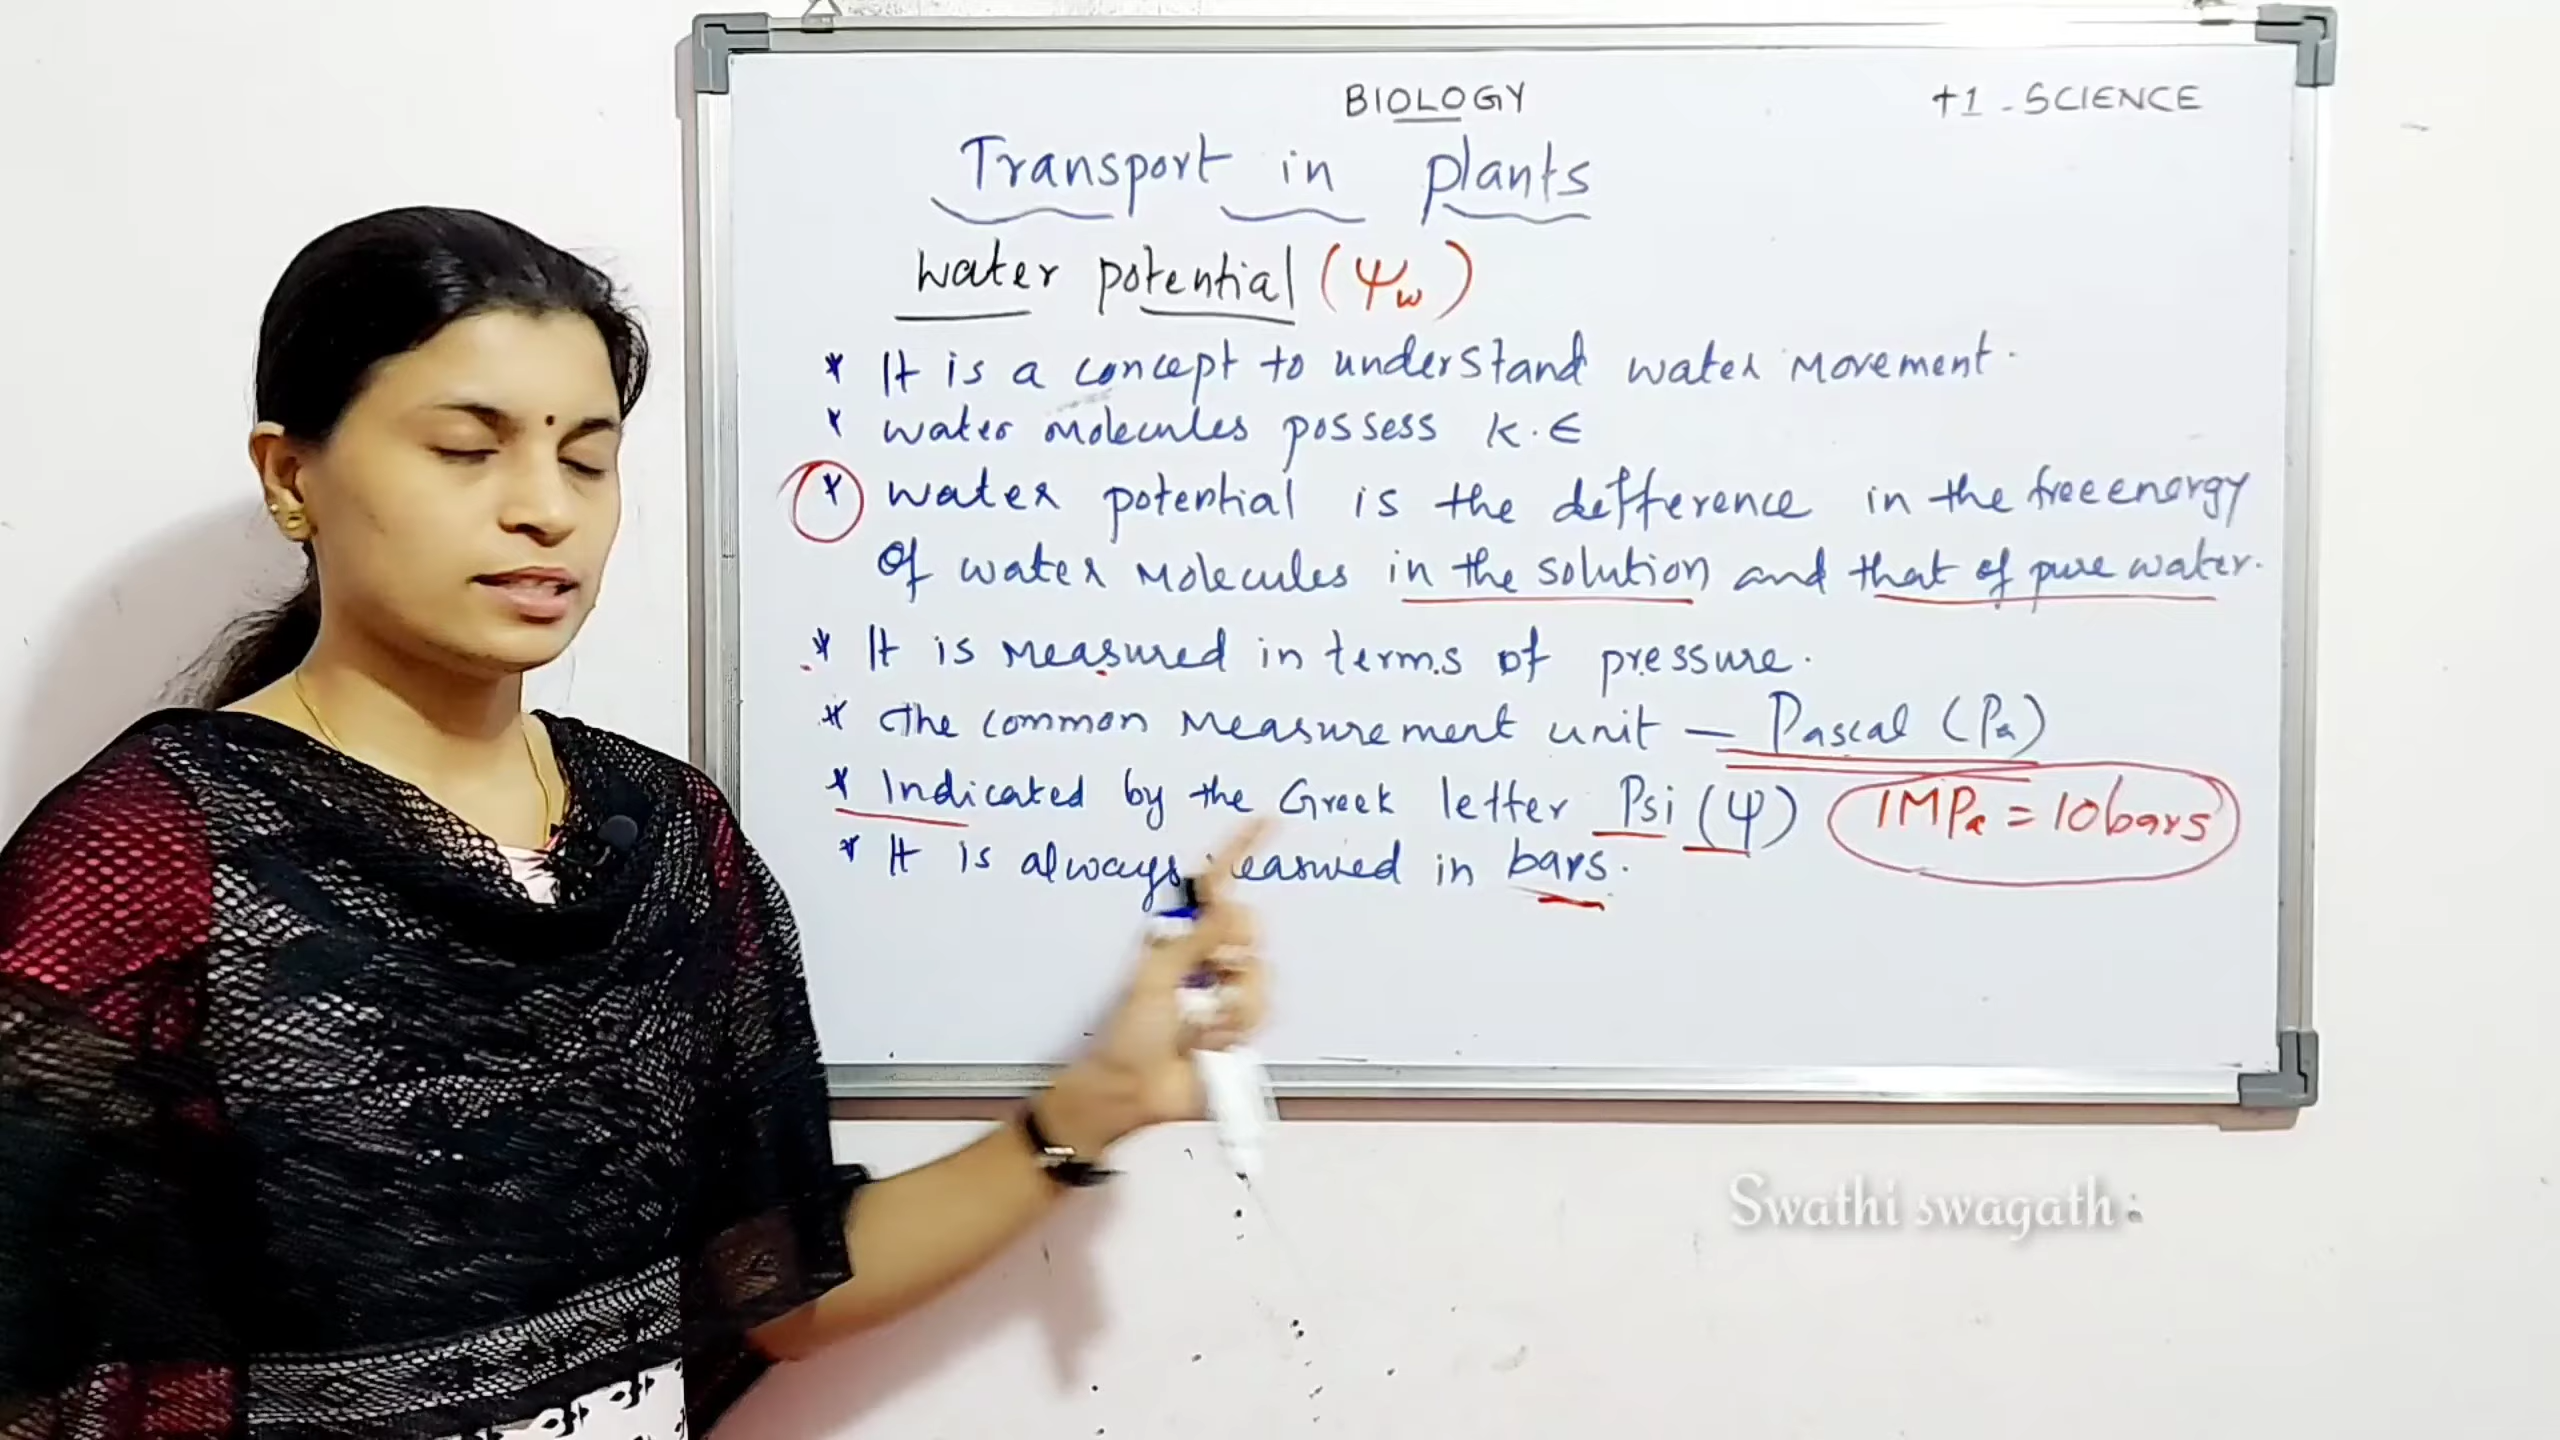 BIOLOGY
+1 - SCIENCE
Transport in plants
water potential (Ψw)
* It is a concept to understand water movement.
* water molecules possess K.E
* water potential is the defference in the free energy
of water molecules in the solution and that of pure water.
* It is measured in terms of pressure.
* The common measurement unit — Pascal (Pa)
* Indicated by the Greek letter Psi (Ψ) 1MPa = 10bars
* It is always in bars.
Swathi swagath